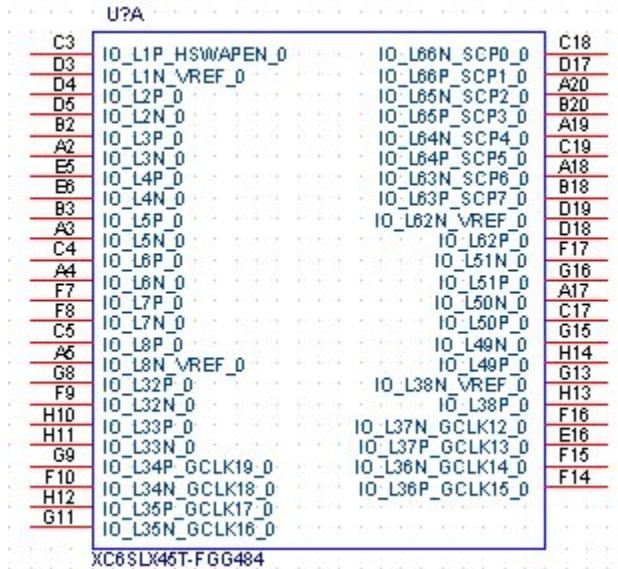 U?A
C3 IO_L1P_HSWAPEN_0 IO_L66N_SCP0_0 C18
D3 IO_L1N_VREF_0 IO_L66P_SCP1_0 D17
D4 IO_L2P_0 IO_L65N_SCP2_0 A20
D5 IO_L2N_0 IO_L65P_SCP3_0 B20
B2 IO_L3P_0 IO_L64N_SCP4_0 A19
A2 IO_L3N_0 IO_L64P_SCP5_0 C19
E5 IO_L4P_0 IO_L63N_SCP6_0 A18
E6 IO_L4N_0 IO_L63P_SCP7_0 B18
B3 IO_L5P_0 IO_L62N_VREF_0 D19
A3 IO_L5N_0 IO_L62P_0 D18
C4 IO_L6P_0 IO_L51N_0 F17
A4 IO_L6N_0 IO_L51P_0 G16
F7 IO_L7P_0 IO_L50N_0 A17
F8 IO_L7N_0 IO_L50P_0 C17
C5 IO_L8P_0 IO_L49N_0 G15
A5 IO_L8N_VREF_0 IO_L49P_0 H14
G8 IO_L32P_0 IO_L38N_VREF_0 G13
F9 IO_L32N_0 IO_L38P_0 H13
H10 IO_L33P_0 IO_L37N_GCLK12_0 F16
H11 IO_L33N_0 IO_L37P_GCLK13_0 E16
G9 IO_L34P_GCLK19_0 IO_L36N_GCLK14_0 F15
F10 IO_L34N_GCLK18_0 IO_L36P_GCLK15_0 F14
H12 IO_L35P_GCLK17_0
G11 IO_L35N_GCLK16_0
XC6SLX45T-FGG484